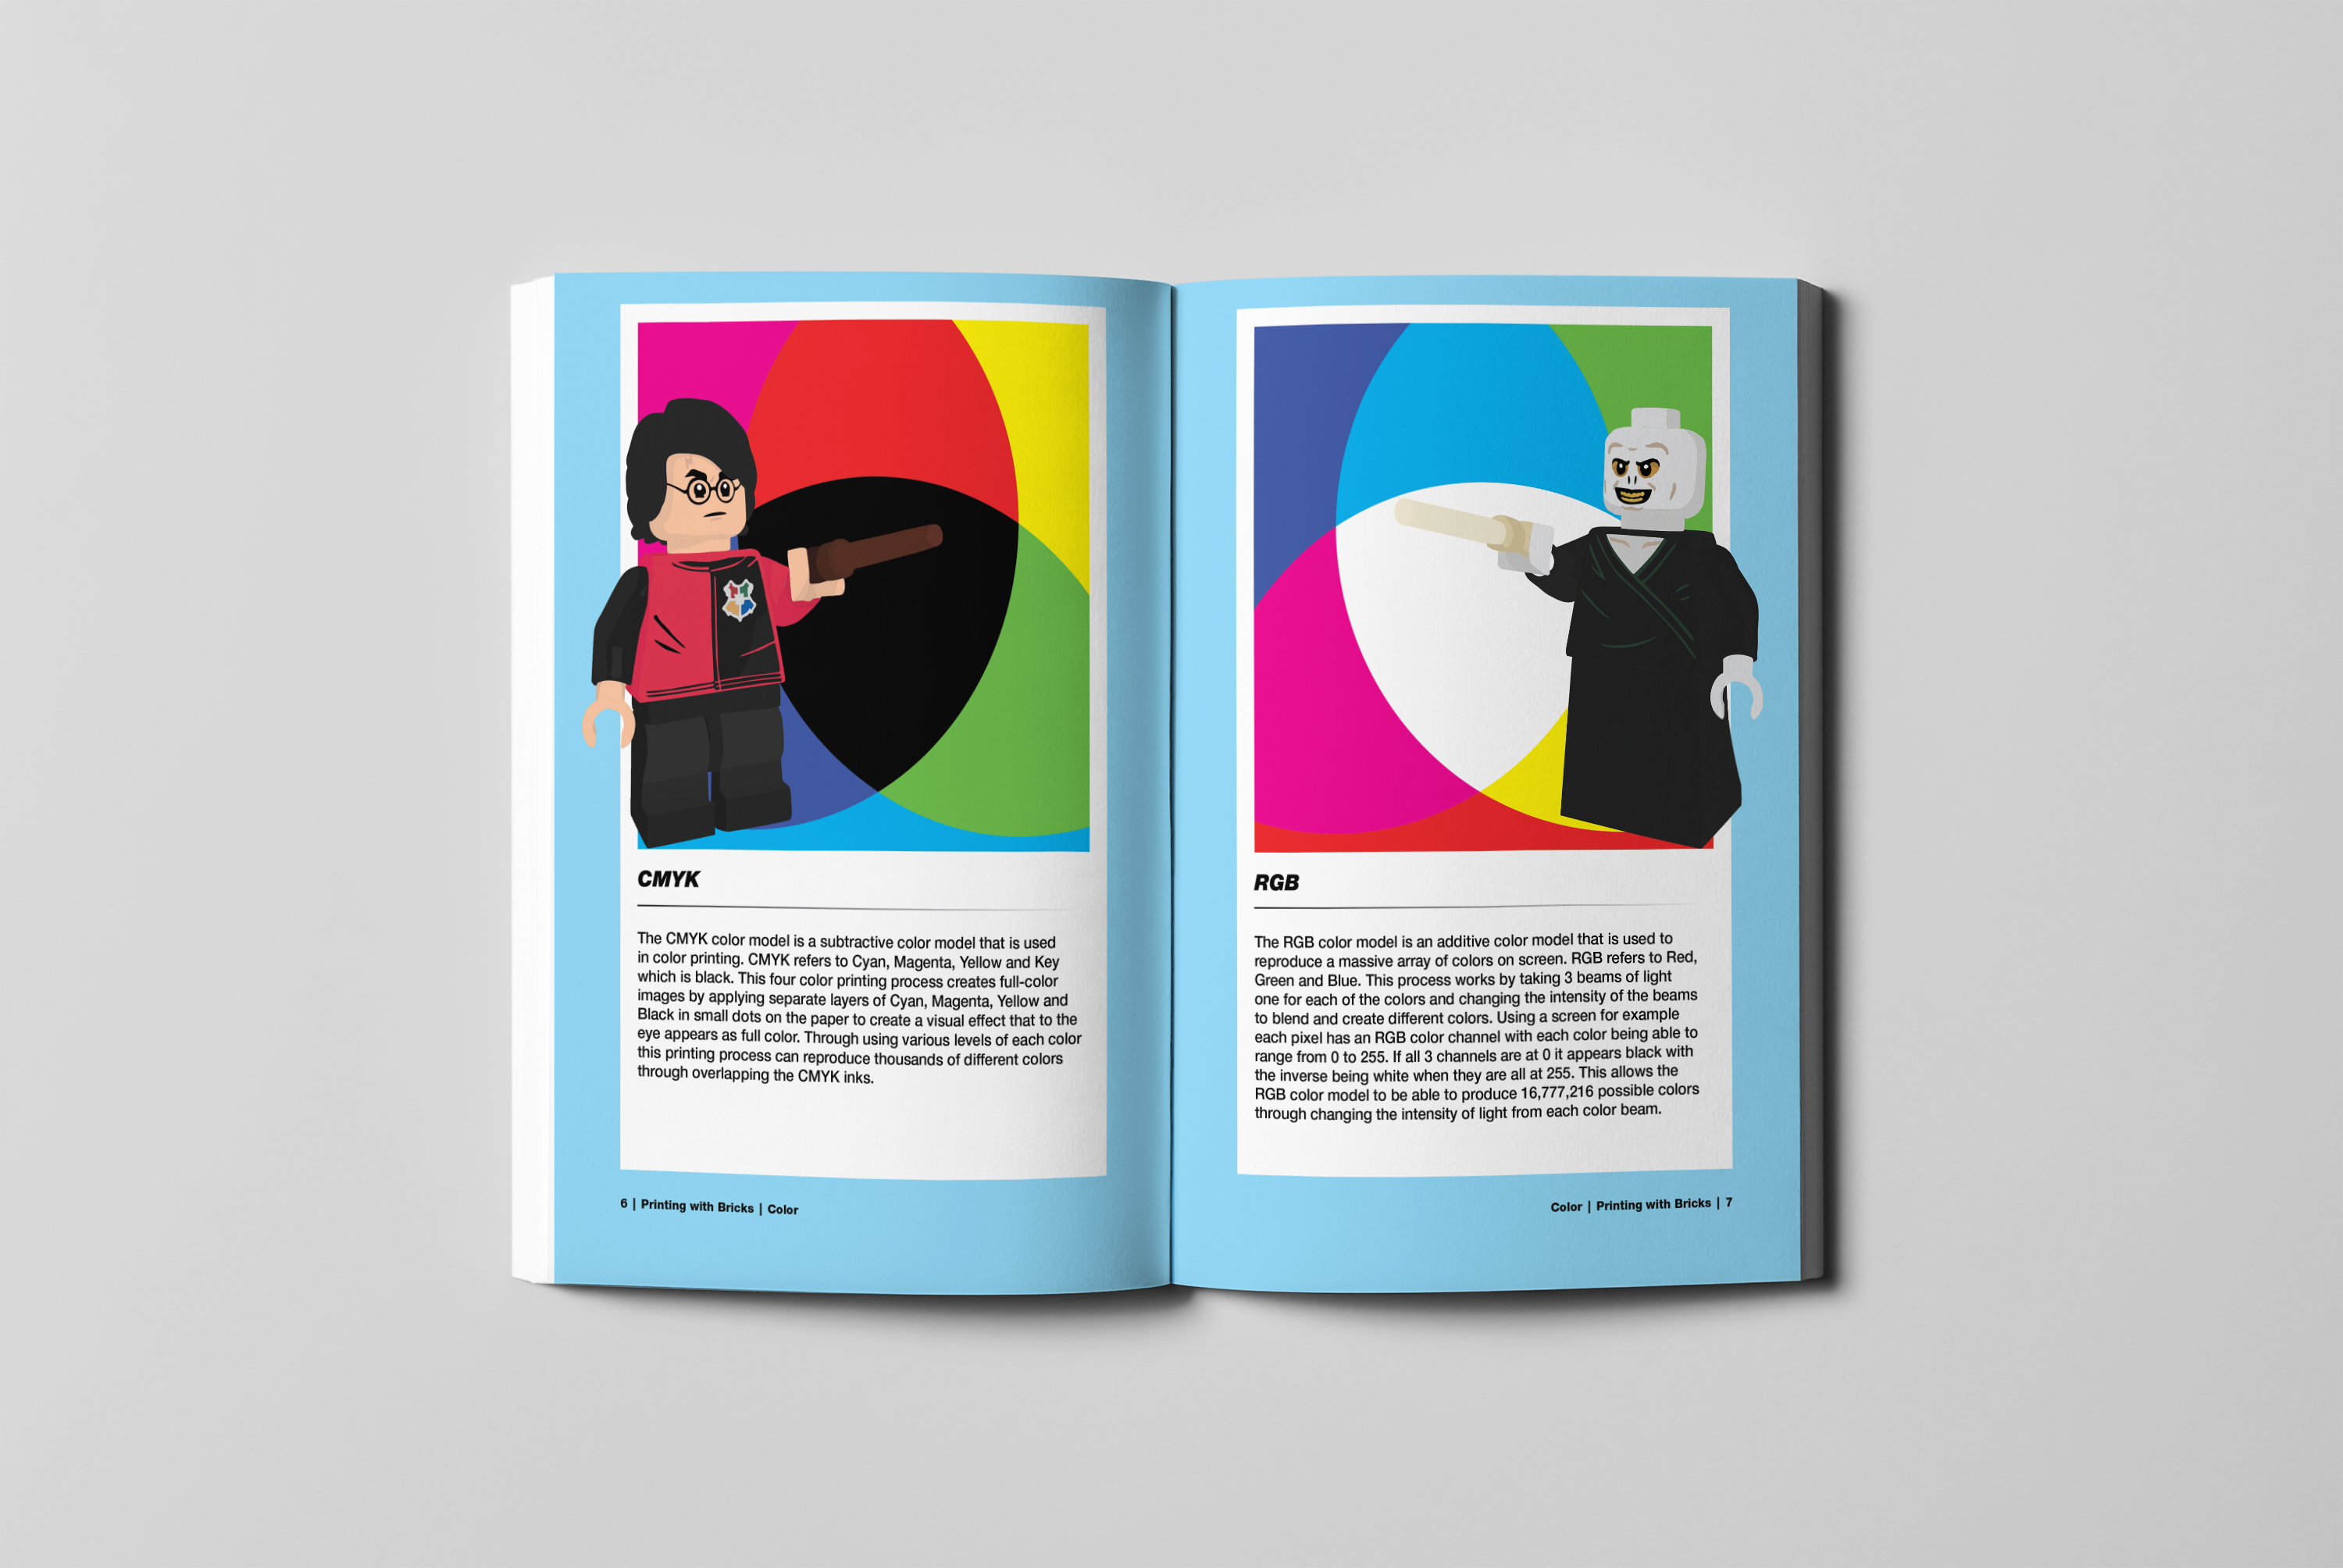 CMYK
The CMYK color model is a subtractive color model that is used
in color printing. CMYK refers to Cyan, Magenta, Yellow and Key
which is black. This four color printing process creates full-color
images by applying separate layers of Cyan, Magenta, Yellow and
Black in small dots on the paper to create a visual effect that to the
eye appears as full color. Through using various levels of each color
this printing process can reproduce thousands of different colors
through overlapping the CMYK inks.
6 | Printing with Bricks | Color
RGB
The RGB color model is an additive color model that is used to
reproduce a massive array of colors on screen. RGB refers to Red,
Green and Blue. This process works by taking 3 beams of light
one for each of the colors and changing the intensity of the beams
to blend and create different colors. Using a screen for example
each pixel has an RGB color channel with each color being able to
range from 0 to 255. If all 3 channels are at 0 it appears black with
the inverse being white when they are all at 255. This allows the
RGB color model to be able to produce 16,777,216 possible colors
through changing the intensity of light from each color beam.
Color | Printing with Bricks | 7